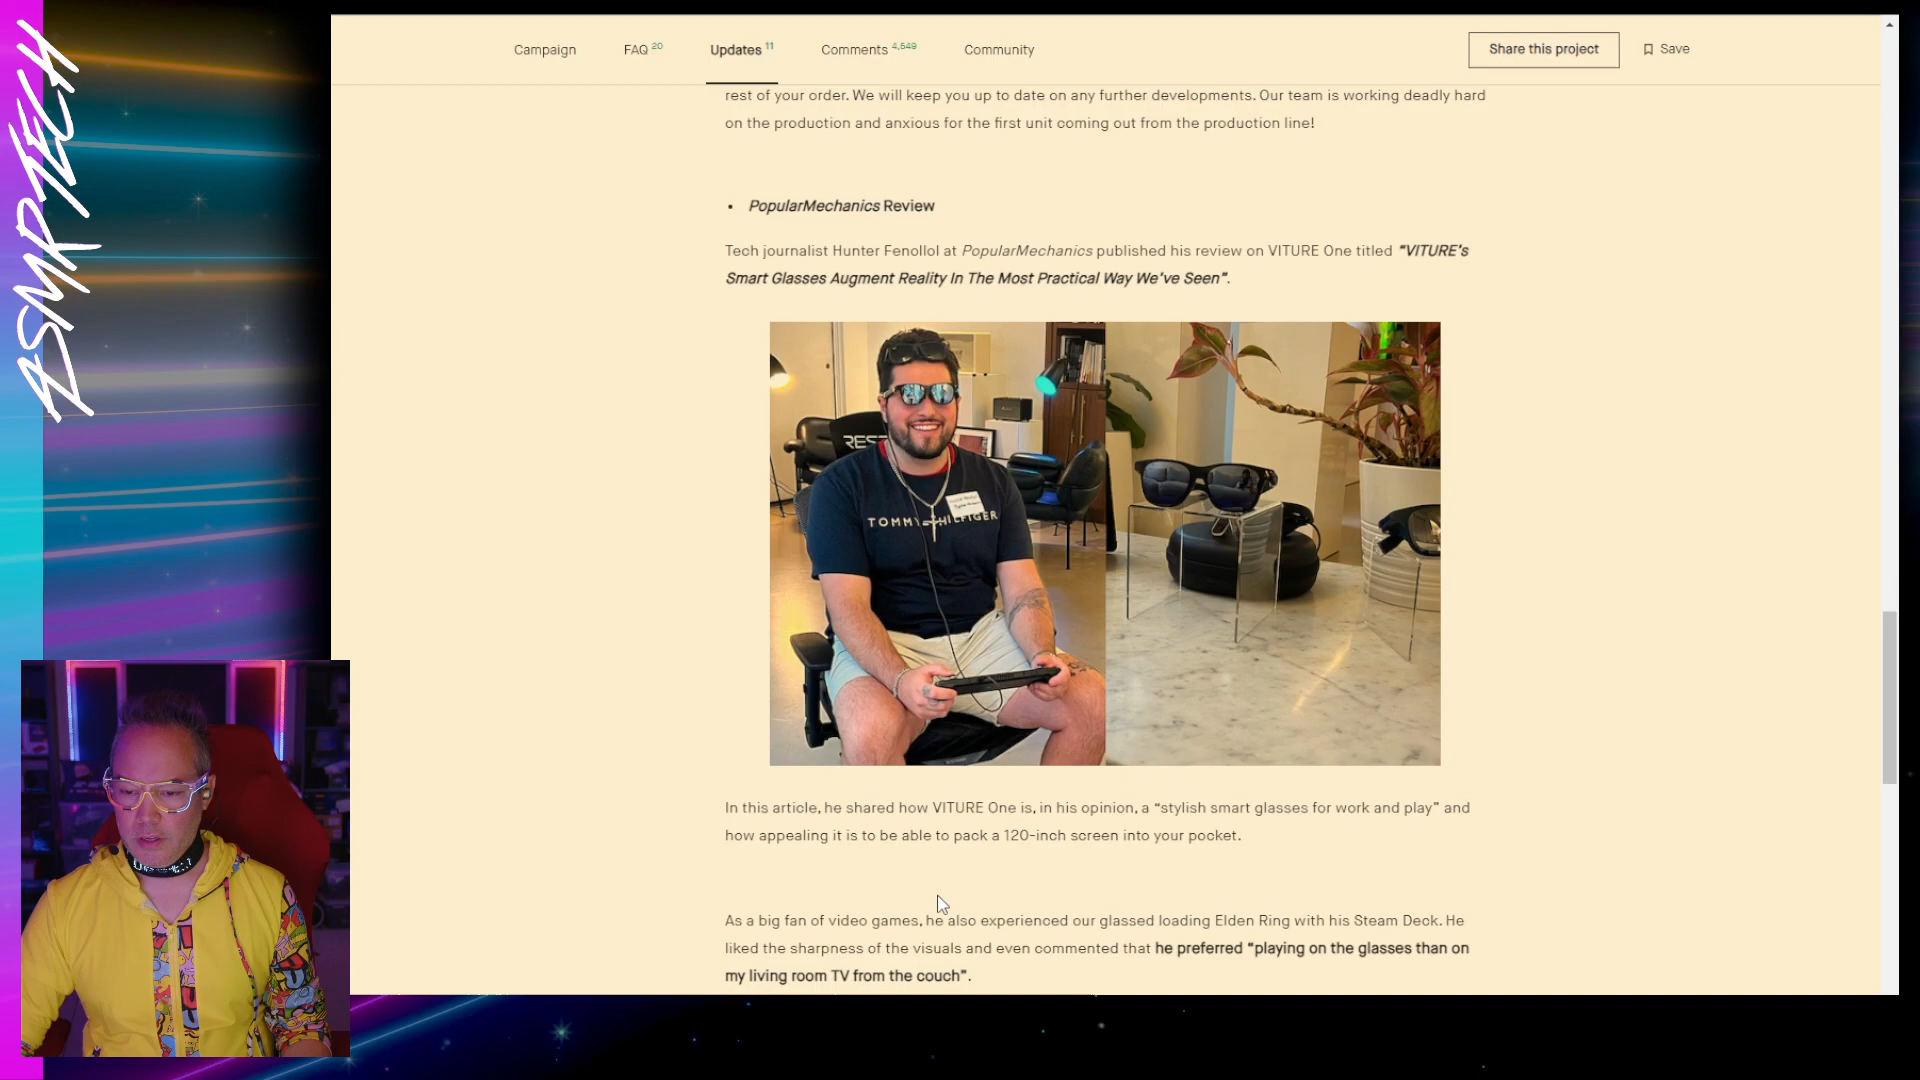 ASMRTECH
Campaign
FAQ 20
Updates 11
Comments 4,549
Community
Share this project
Save
rest of your order. We will keep you up to date on any further developments. Our team is working deadly hard
on the production and anxious for the first unit coming out from the production line!
• PopularMechanics Review
Tech journalist Hunter Fenollol at PopularMechanics published his review on VITURE One titled “VITURE’s
Smart Glasses Augment Reality In The Most Practical Way We’ve Seen”.
TOMMY HILFIGER
In this article, he shared how VITURE One is, in his opinion, a “stylish smart glasses for work and play” and
how appealing it is to be able to pack a 120-inch screen into your pocket.
As a big fan of video games, he also experienced our glassed loading Elden Ring with his Steam Deck. He
liked the sharpness of the visuals and even commented that he preferred “playing on the glasses than on
my living room TV from the couch”.